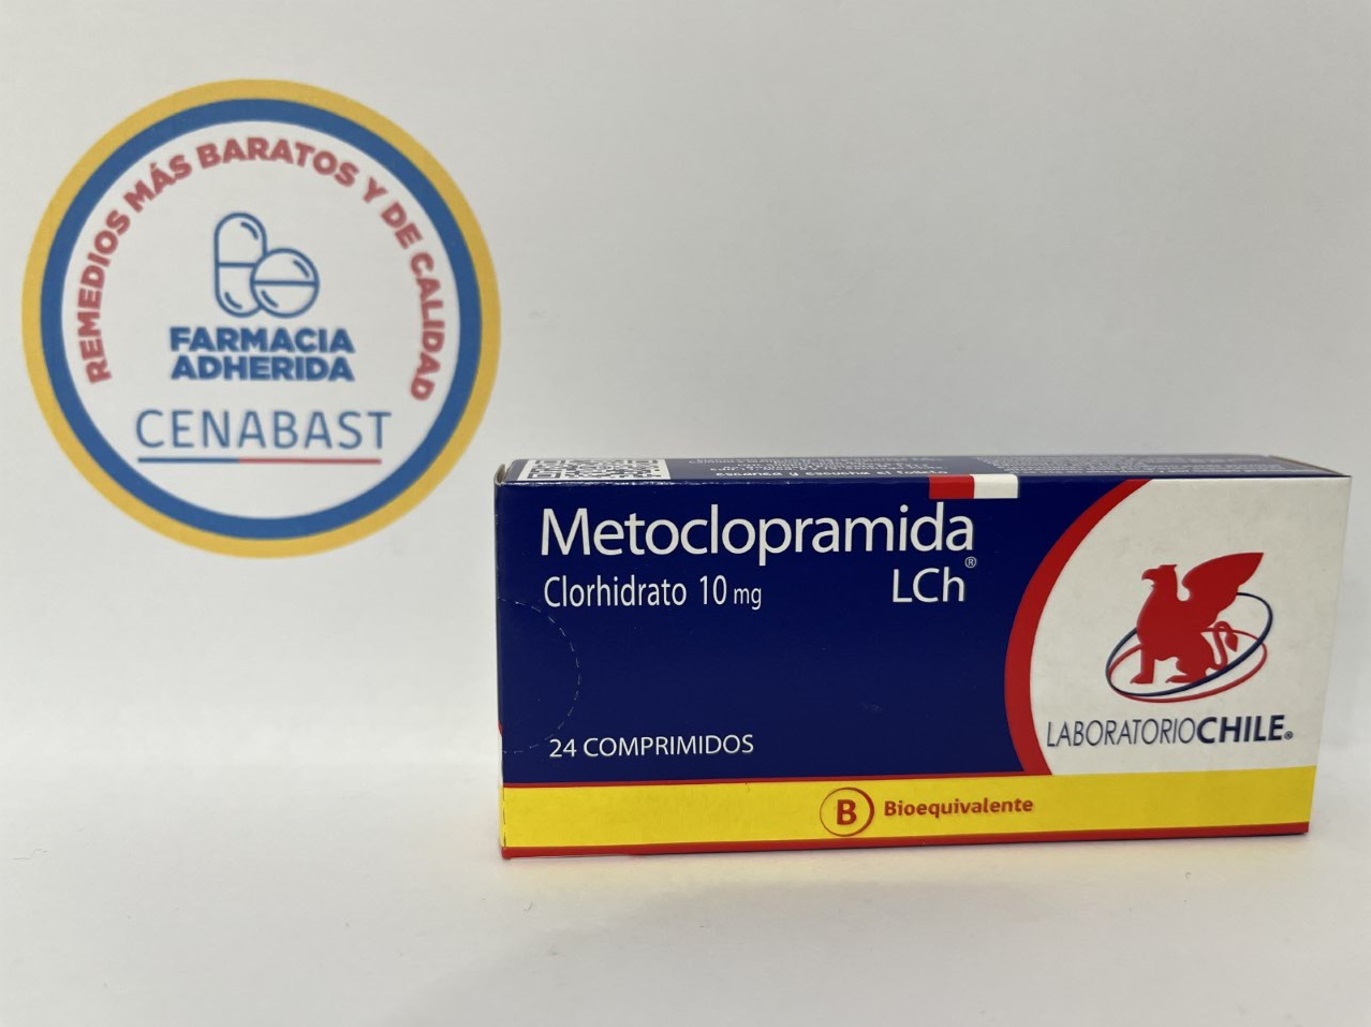 REMEDIOS MÁS BARATOS Y DE CALIDAD
FARMACIA
ADHERIDA
CENABAST
Metoclopramida
LCh®
Clorhidrato 10 mg
24 COMPRIMIDOS
LABORATORIOCHILE®
B Bioequivalente